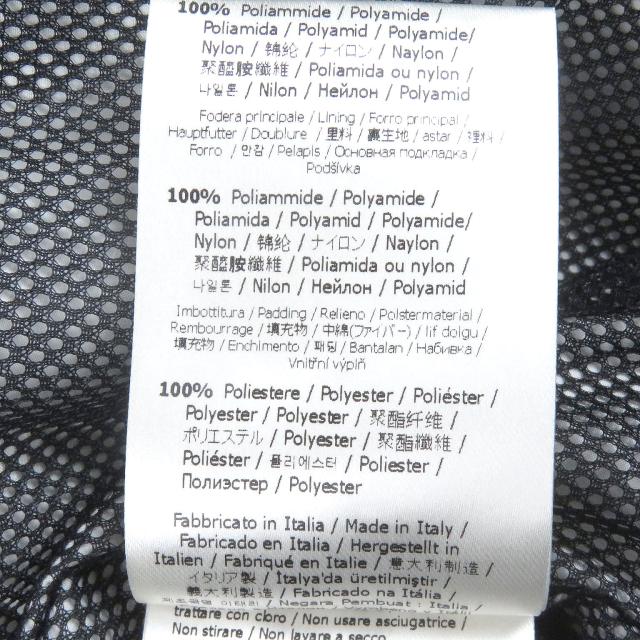 100% Poliammide / Polyamide /
Poliamida / Polyamid / Polyamide/
Nylon / 锦纶 / ナイロン / Naylon /
聚醯胺纖維 / Poliamida ou nylon /
나일론 / Nilon / Нейлон / Polyamid
Fodera principale / Lining / Forro principal /
Hauptfutter / Doublure / 里料 / 裏生地 / astar / 裡料 /
Forro / 안감 / Pelapis / Основная подкладка /
Podšívka
100% Poliammide / Polyamide /
Poliamida / Polyamid / Polyamide/
Nylon / 锦纶 / ナイロン / Naylon /
聚醯胺纖維 / Poliamida ou nylon /
나일론 / Nilon / Нейлон / Polyamid
Imbottitura / Padding / Relleno / Polstermaterial /
Rembourrage / 填充物 / 中綿(ファイバー) / lif dolgu /
填充物 / Enchimento / 패딩 / Bantalan / Набивка /
Vnitřní výplň
100% Poliestere / Polyester / Poliéster /
Polyester / Polyester / 聚酯纤维 /
ポリエステル / Polyester / 聚酯纖維 /
Poliéster / 폴리에스터 / Poliester /
Полиэстер / Polyester
Fabbricato in Italia / Made in Italy /
Fabricado en Italia / Hergestellt in
Italien / Fabriqué en Italie / 意大利制造 /
イタリア製 / İtalya'da üretilmiştir /
義大利製造 / Fabricado na Itália /
Negara Pembuat : Italia /
trattare con cloro / Non usare asciugatrice /
Non stirare / Non lavare a secco